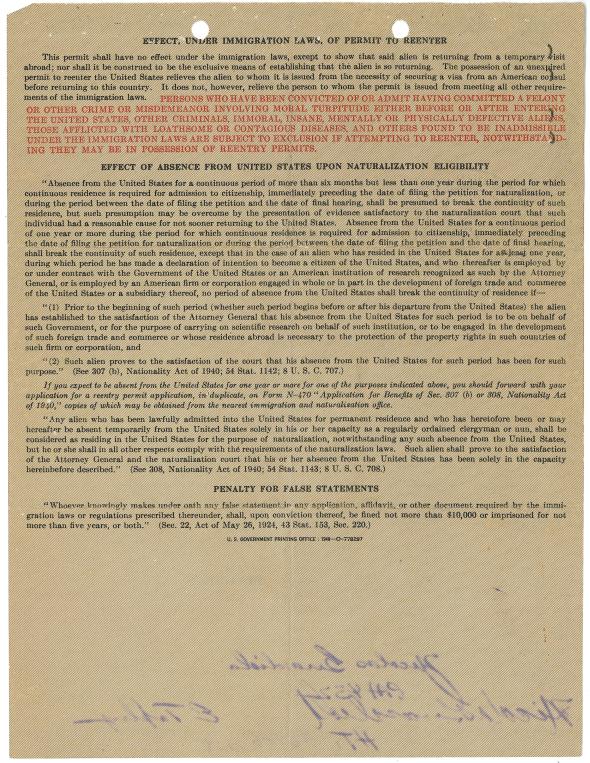 EFFECT, UNDER IMMIGRATION LAWS, OF PERMIT TO REENTER
This permit shall have no effect under the immigration laws, except to show that said alien is returning from a temporary visit
abroad; nor shall it be construed to be the exclusive means of establishing that the alien is so returning. The possession of an unexpired
permit to reenter the United States relieves the alien to whom it is issued from the necessity of securing a visa from an American consul
before returning to this country. It does not, however, relieve the person to whom the permit is issued from meeting all other require-
ments of the immigration laws. PERSONS WHO HAVE BEEN CONVICTED OF OR ADMIT HAVING COMMITTED A FELONY
OR OTHER CRIME OR MISDEMEANOR INVOLVING MORAL TURPITUDE EITHER BEFORE OR AFTER ENTERING
THE UNITED STATES, OTHER CRIMINALS, IMMORAL, INSANE, MENTALLY OR PHYSICALLY DEFECTIVE ALIENS,
THOSE AFFLICTED WITH LOATHSOME OR CONTAGIOUS DISEASES, AND OTHERS FOUND TO BE INADMISSIBLE
UNDER THE IMMIGRATION LAWS ARE SUBJECT TO EXCLUSION IF ATTEMPTING TO REENTER, NOTWITHSTAND-
ING THEY MAY BE IN POSSESSION OF REENTRY PERMITS.
EFFECT OF ABSENCE FROM UNITED STATES UPON NATURALIZATION ELIGIBILITY
"Absence from the United States for a continuous period of more than six months but less than one year during the period for which
continuous residence is required for admission to citizenship, immediately preceding the date of filing the petition for naturalization, or
during the period between the date of filing the petition and the date of final hearing, shall be presumed to break the continuity of such
residence, but such presumption may be overcome by the presentation of evidence satisfactory to the naturalization court that such
individual had a reasonable cause for not sooner returning to the United States. Absence from the United States for a continuous period
of one year or more during the period for which continuous residence is required for admission to citizenship, immediately preceding
the date of filing the petition for naturalization or during the period between the date of filing the petition and the date of final hearing,
shall break the continuity of such residence, except that in the case of an alien who has resided in the United States for at least one year,
during which period he has made a declaration of intention to become a citizen of the United States, and who thereafter is employed by
or under contract with the Government of the United States or an American institution of research recognized as such by the Attorney
General, or is employed by an American firm or corporation engaged in whole or in part in the development of foreign trade and commerce
of the United States or a subsidiary thereof, no period of absence from the United States shall break the continuity of residence if—
"(1) Prior to the beginning of such period (whether such period begins before or after his departure from the United States) the alien
has established to the satisfaction of the Attorney General that his absence from the United States for such period is to be on behalf of
such Government, or for the purpose of carrying on scientific research on behalf of such institution, or to be engaged in the development
of such foreign trade and commerce or whose residence abroad is necessary to the protection of the property rights in such countries of
such firm or corporation, and
"(2) Such alien proves to the satisfaction of the court that his absence from the United States for such period has been for such
purpose." (Sec. 307 (b), Nationality Act of 1940; 54 Stat. 1142; 8 U. S. C. 707.)
If you expect to be absent from the United States for one year or more for one of the purposes indicated above, you should forward with your
application for a reentry permit application, in duplicate, on Form N-470 "Application for Benefits of Sec. 307 (b) or 308, Nationality Act
of 1940," copies of which may be obtained from the nearest immigration and naturalization office.
"Any alien who has been lawfully admitted into the United States for permanent residence and who has heretofore been or may
hereafter be absent temporarily from the United States solely in his or her capacity as a regularly ordained clergyman or nun, shall be
considered as residing in the United States for the purpose of naturalization, notwithstanding any such absence from the United States,
but he or she shall in all other respects comply with the requirements of the naturalization laws. Such alien shall prove to the satisfaction
of the Attorney General and the naturalization court that his or her absence from the United States has been solely in the capacity
hereinbefore described." (See 308, Nationality Act of 1940; 54 Stat. 1143; 8 U. S. C. 708.)
PENALTY FOR FALSE STATEMENTS
"Whoever knowingly makes under oath any false statement in any application, affidavit, or other document required by the immi-
gration laws or regulations prescribed thereunder, shall, upon conviction thereof, be fined not more than $10,000 or imprisoned for not
more than five years, or both." (Sec. 22, Act of May 26, 1924, 43 Stat. 153, Sec. 220.)
U. S. GOVERNMENT PRINTING OFFICE : 1948—O-778297